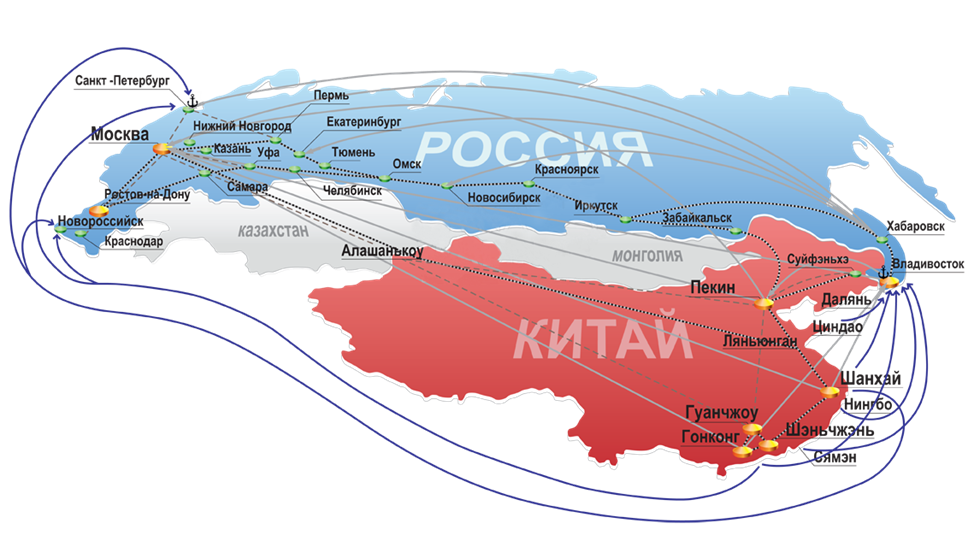 Санкт -Петербург
Пермь
Москва
Нижний Новгород
Екатеринбург
Казань
Уфа
Тюмень
РОССИЯ
Омск
Красноярск
Ростов-на-Дону
Самара
Челябинск
Новосибирск
Иркутск
Новороссийск
Забайкальск
Хабаровск
Краснодар
КАЗАХСТАН
Алашанькоу
МОНГОЛИЯ
Суйфэньхэ
Владивосток
Пекин
Далянь
Циндао
КИТАЙ
Ляньюнган
Шанхай
Нингбо
Гуанчжоу
Шэньчжэнь
Гонконг
Сямэн